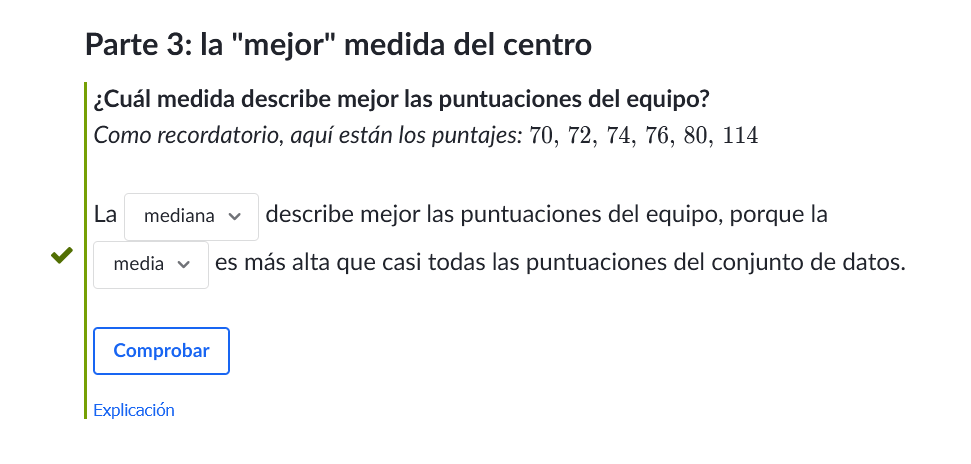 Parte 3: la "mejor" medida del centro
¿Cuál medida describe mejor las puntuaciones del equipo?
Como recordatorio, aquí están los puntajes: 70, 72, 74, 76, 80, 114
La mediana describe mejor las puntuaciones del equipo, porque la
media es más alta que casi todas las puntuaciones del conjunto de datos.
Comprobar
Explicación